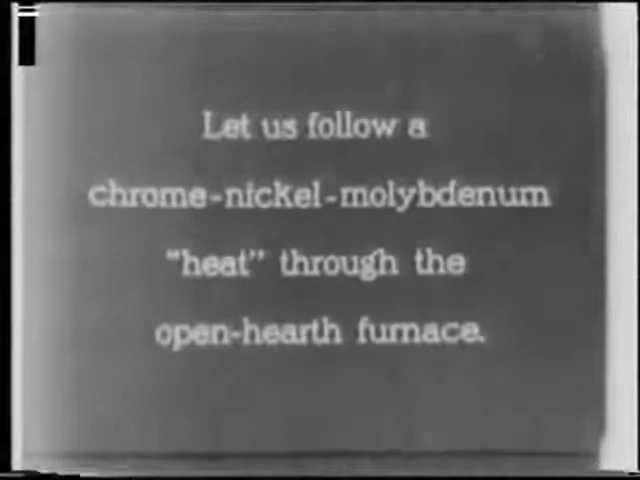 Let us follow a
chrome-nickel-molybdenum
"heat" through the
open-hearth furnace.